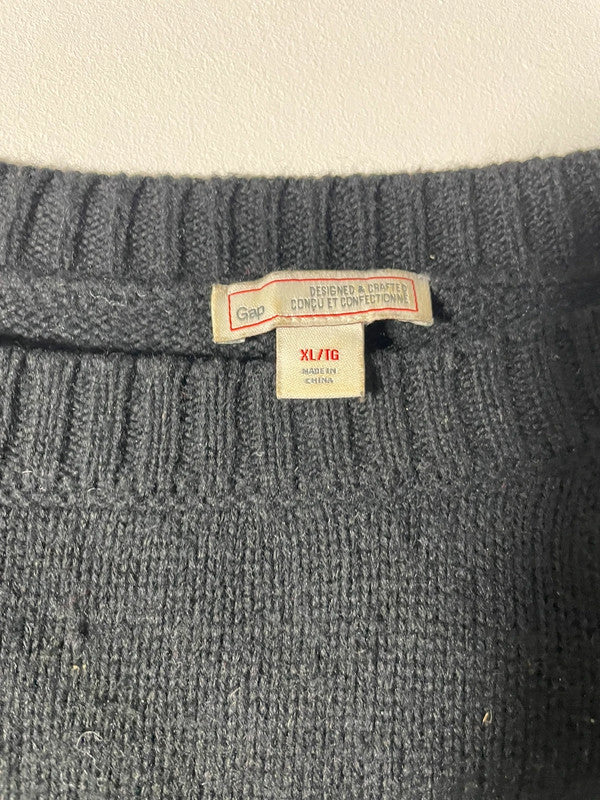 Gap
DESIGNED & CRAFTED
CONÇU ET CONFECTIONNÉ
XL/TG
MADE IN
CHINA